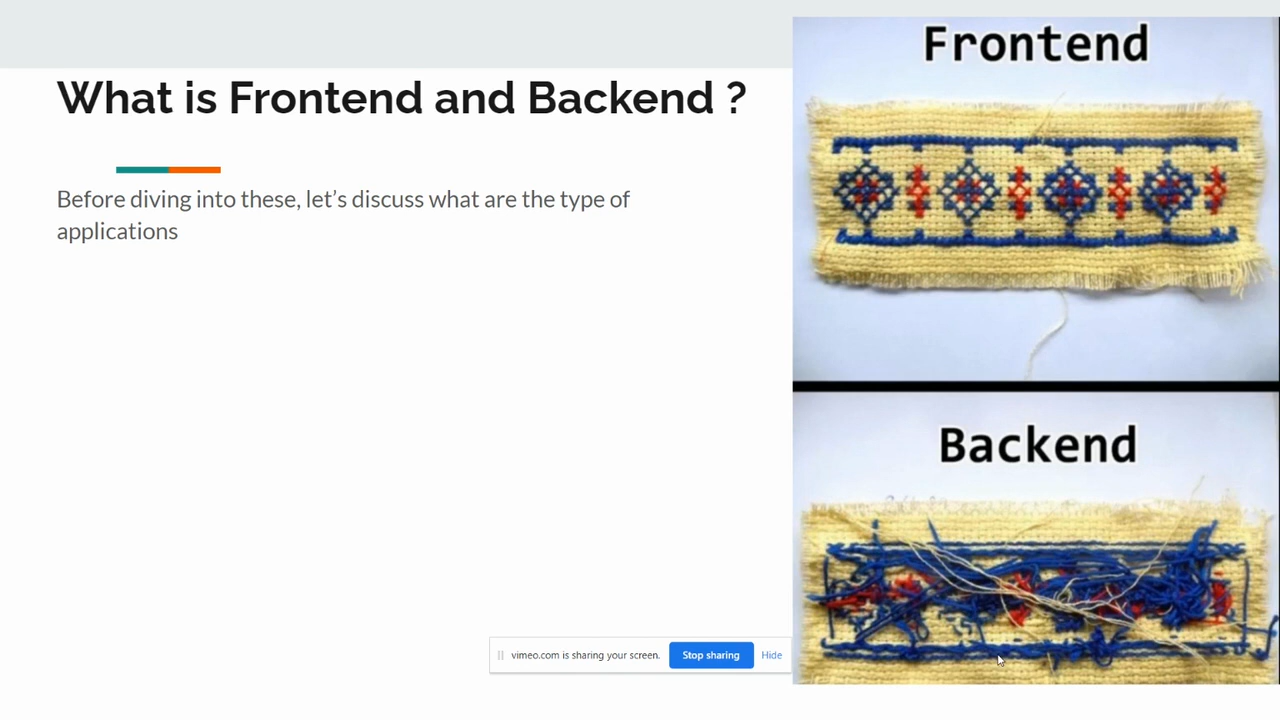 What is Frontend and Backend ?
Before diving into these, let’s discuss what are the type of
applications
Frontend
Backend
vimeo.com is sharing your screen. Stop sharing Hide